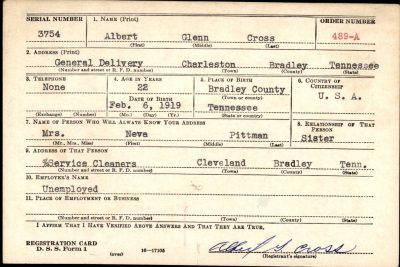 SERIAL NUMBER 1. NAME (Print) ORDER NUMBER
3754 Albert Glenn Cross 489-A
(First) (Middle) (Last)
2. ADDRESS (Print)
General Delivery Charleston Bradley Tennessee
(Number and street or R. F. D. number) (Town) (County) (State)
3. TELEPHONE 4. AGE IN YEARS 5. PLACE OF BIRTH 6. COUNTRY OF CITIZENSHIP
None 22 Bradley County
(Town or county)
DATE OF BIRTH U. S. A.
Feb. 6, 1919 Tennessee
(Exchange) (Number) (Mo.) (Day) (Yr.) (State or country)
7. NAME OF PERSON WHO WILL ALWAYS KNOW YOUR ADDRESS 8. RELATIONSHIP OF THAT PERSON
Mrs. Neva Pittman Sister
(Mr., Mrs., Miss) (First) (Middle) (Last)
9. ADDRESS OF THAT PERSON
%Service Cleaners Cleveland Bradley Tenn.
(Number and street or R. F. D. number) (Town) (County) (State)
10. EMPLOYER'S NAME
Unemployed
11. PLACE OF EMPLOYMENT OR BUSINESS
(Number and street or R. F. D. number) (Town) (County) (State)
I AFFIRM THAT I HAVE VERIFIED ABOVE ANSWERS AND THAT THEY ARE TRUE.
REGISTRATION CARD
D. S. S. Form 1 (over) 16—17105 Cross
(Registrant's signature)